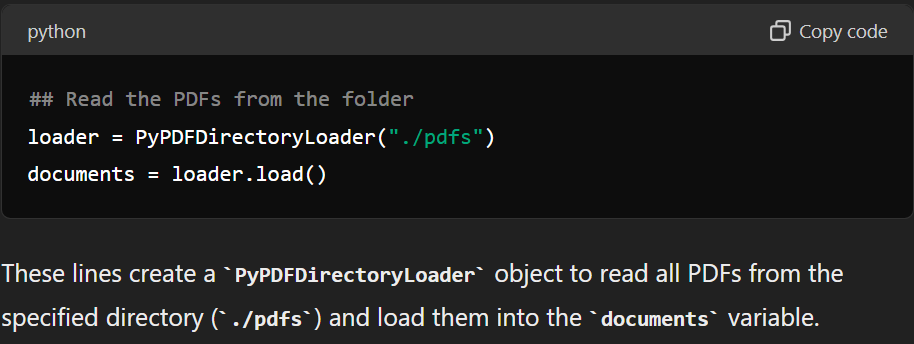 python
Copy code
## Read the PDFs from the folder
loader = PyPDFDirectoryLoader("./pdfs")
documents = loader.load()
These lines create a `PyPDFDirectoryLoader` object to read all PDFs from the
specified directory (`./pdfs`) and load them into the `documents` variable.